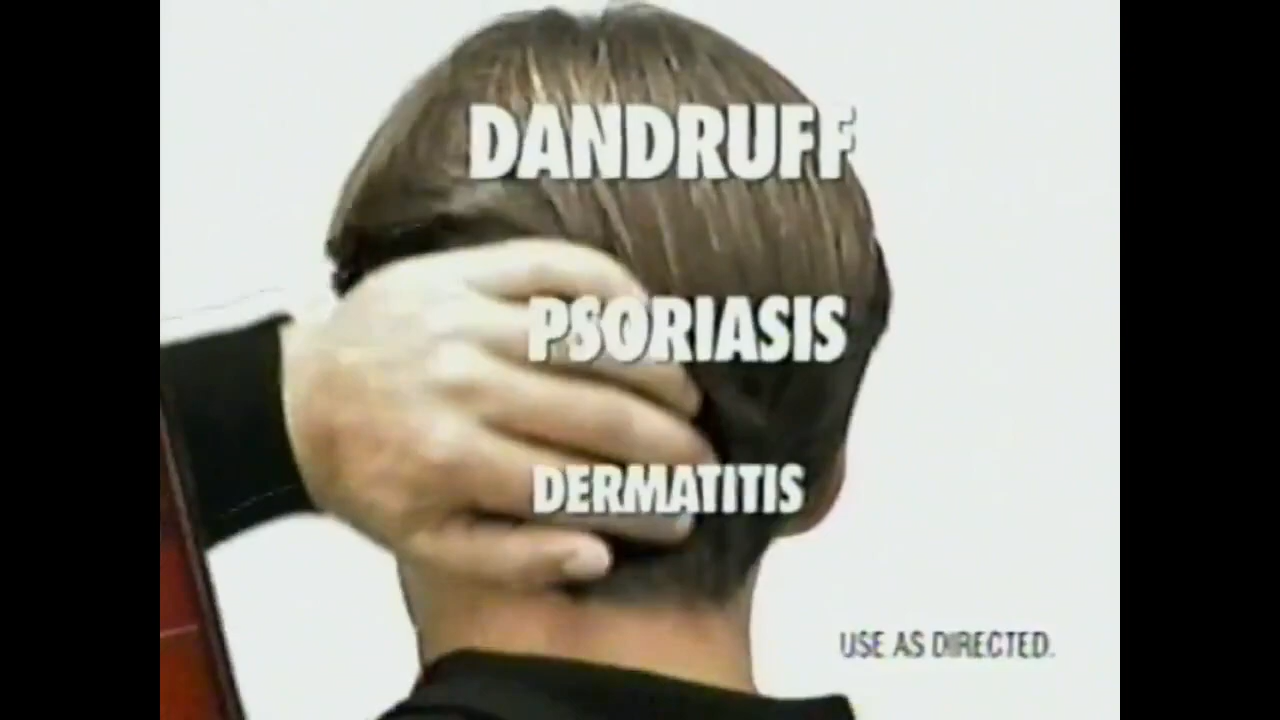 DANDRUFF
PSORIASIS
DERMATITIS
USE AS DIRECTED.